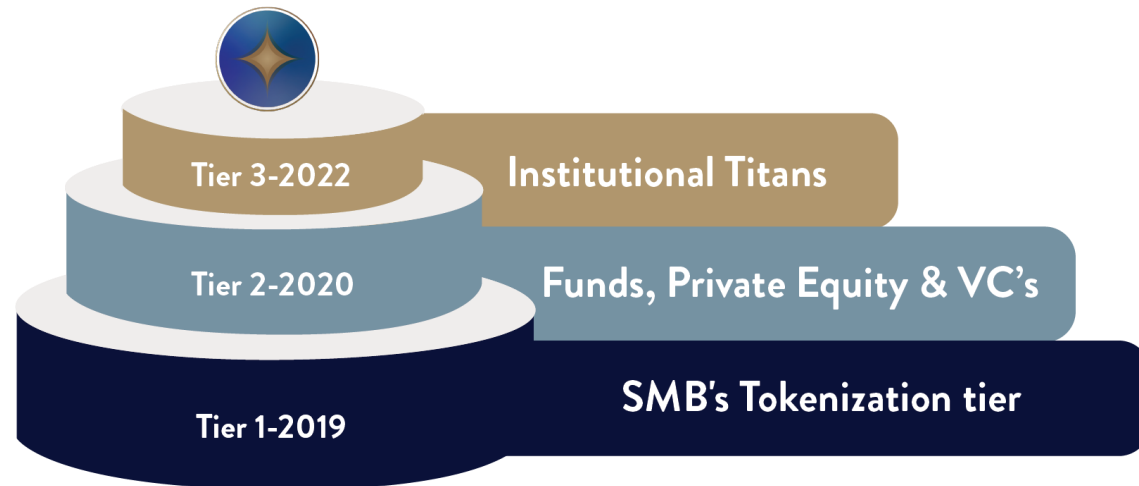 Tier 3-2022
Institutional Titans
Tier 2-2020
Funds, Private Equity & VC’s
Tier 1-2019
SMB's Tokenization tier